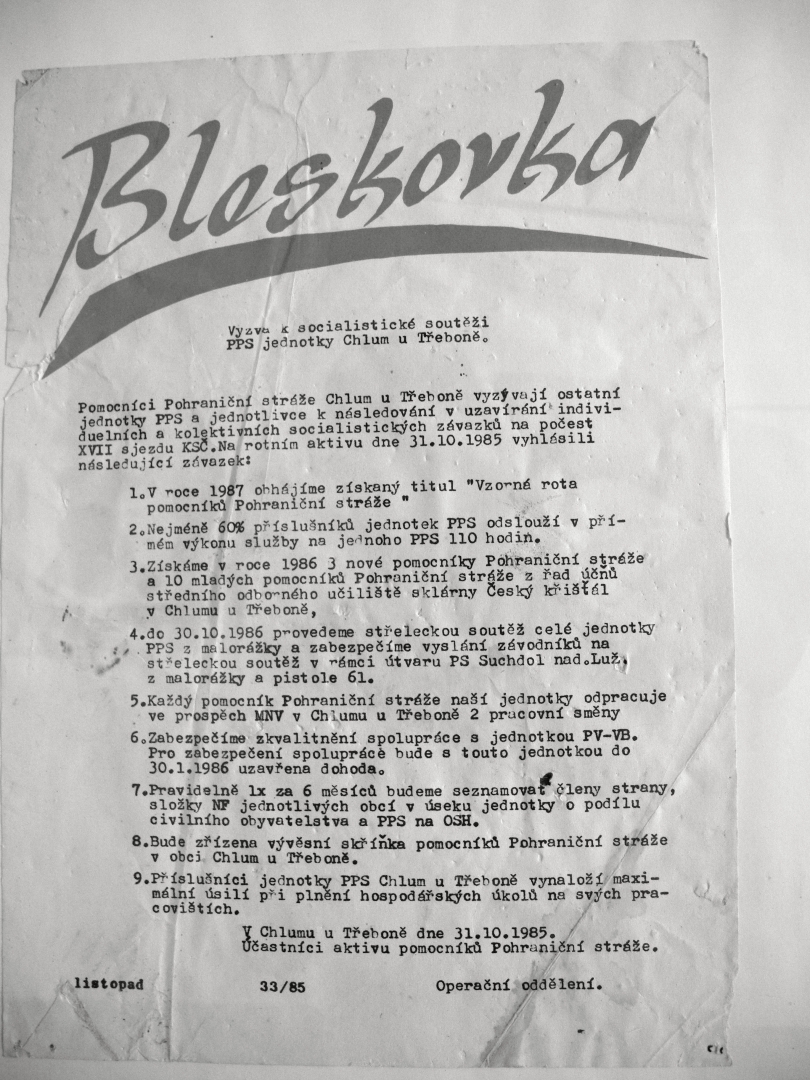 Bleskovka
Vyzva k socialistické soutěži
PPS jednotky Chlum u Třeboně.
Pomocníci Pohraniční stráže Chlum u Třeboně vyzývají ostatní
jednotky PPS a jednotlivce k následování v uzavírání indivi-
duelních a kolektivních socialistických závazků na počest
XVII sjezdu KSČ.Na rotním aktivu dne 31.10.1985 vyhlásili
následující závazek:
1.V roce 1987 obhájíme získaný titul "Vzorná rota
pomocníků Pohraniční stráže "
2.Nejméně 60% příslušníků jednotek PPS odslouží v pří-
mém výkonu služby na jednoho PPS 110 hodin.
3.Získáme v roce 1986 3 nové pomocníky Pohraniční stráže
a 10 mladých pomocníků Pohraniční stráže z řad účnů
středního odborného učiliště sklárny Český křištál
v Chlumu u Třeboně,
4.do 30.10.1986 provedeme střeleckou soutěž celé jednotky
PPS z malorážky a zabezpečíme vyslání závodníků na
střeleckou soutěž v rámci útvaru PS Suchdol nad.Luž.
z malorážky a pistole 61.
5.Každý pomocník Pohraniční stráže naší jednotky odpracuje
ve prospěch MNV v Chlumu u Třeboně 2 pracovní směny
6.Zabezpečíme zkvalitnění spolupráce s jednotkou PV-VB.
Pro zabezpečení spolupráce bude s touto jednotkou do
30.1.1986 uzavřena dohoda.
7.Pravidelně 1x za 6 měsíců budeme seznamovat členy strany,
složky NF jednotlivých obcí v úseku jednotky o podílu
civilního obyvatelstva a PPS na OSH.
8.Bude zřízena vývěsní skříňka pomocníků Pohraniční stráže
v obci Chlum u Třeboně.
9.Příslušníci jednotky PPS Chlum u Třeboně vynaloží maxi-
mální úsilí při plnění hospodářských úkolů na svých pra-
covištích.
V Chlumu u Třeboně dne 31.10.1985.
Účastníci aktivu pomocníků Pohraniční stráže.
listopad 33/85 Operační oddělení.